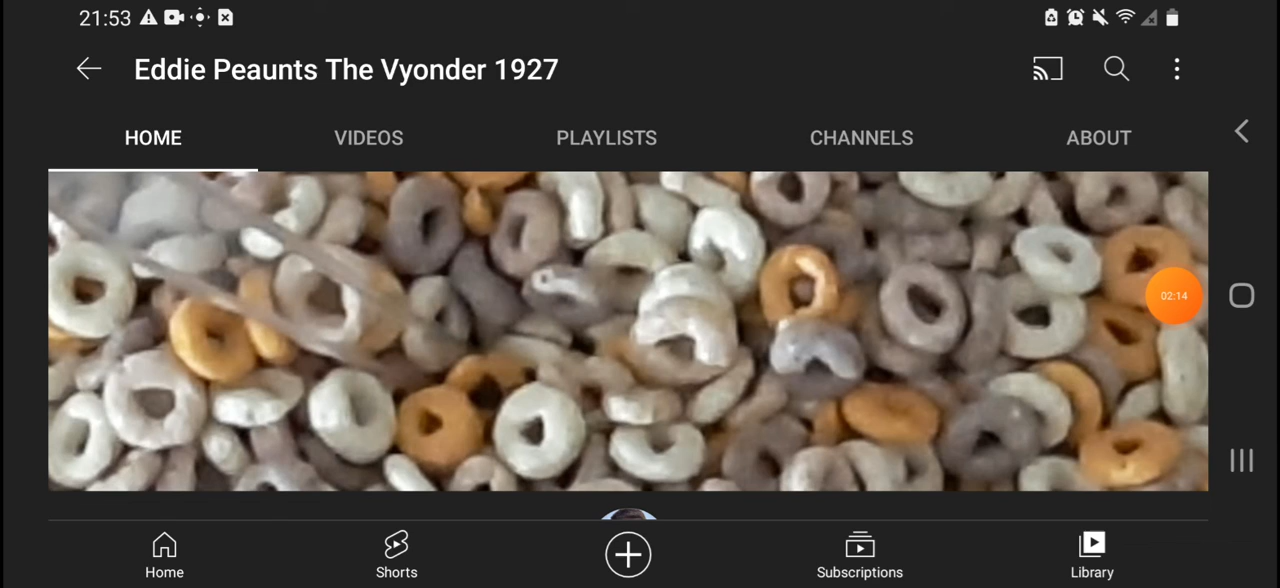 21:53
Eddie Peaunts The Vyonder 1927
HOME VIDEOS PLAYLISTS CHANNELS ABOUT
02:14
Home Shorts Subscriptions Library